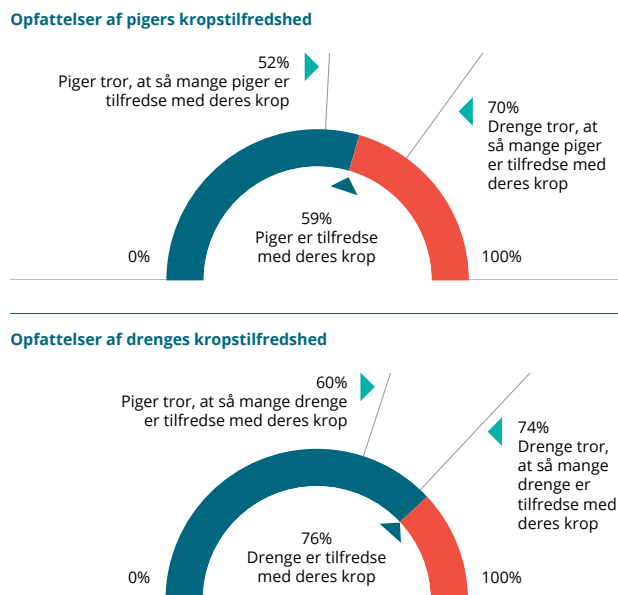 Opfattelser af pigers kropstilfredshed
52%
Piger tror, at så mange piger er
tilfredse med deres krop
70%
Drenge tror, at
så mange piger
er tilfredse med
deres krop
59%
Piger er tilfredse
med deres krop
0%
100%
Opfattelser af drenges kropstilfredshed
60%
Piger tror, at så mange drenge
er tilfredse med deres krop
74%
Drenge tror,
at så mange
drenge er
tilfredse med
deres krop
76%
Drenge er tilfredse
med deres krop
0%
100%